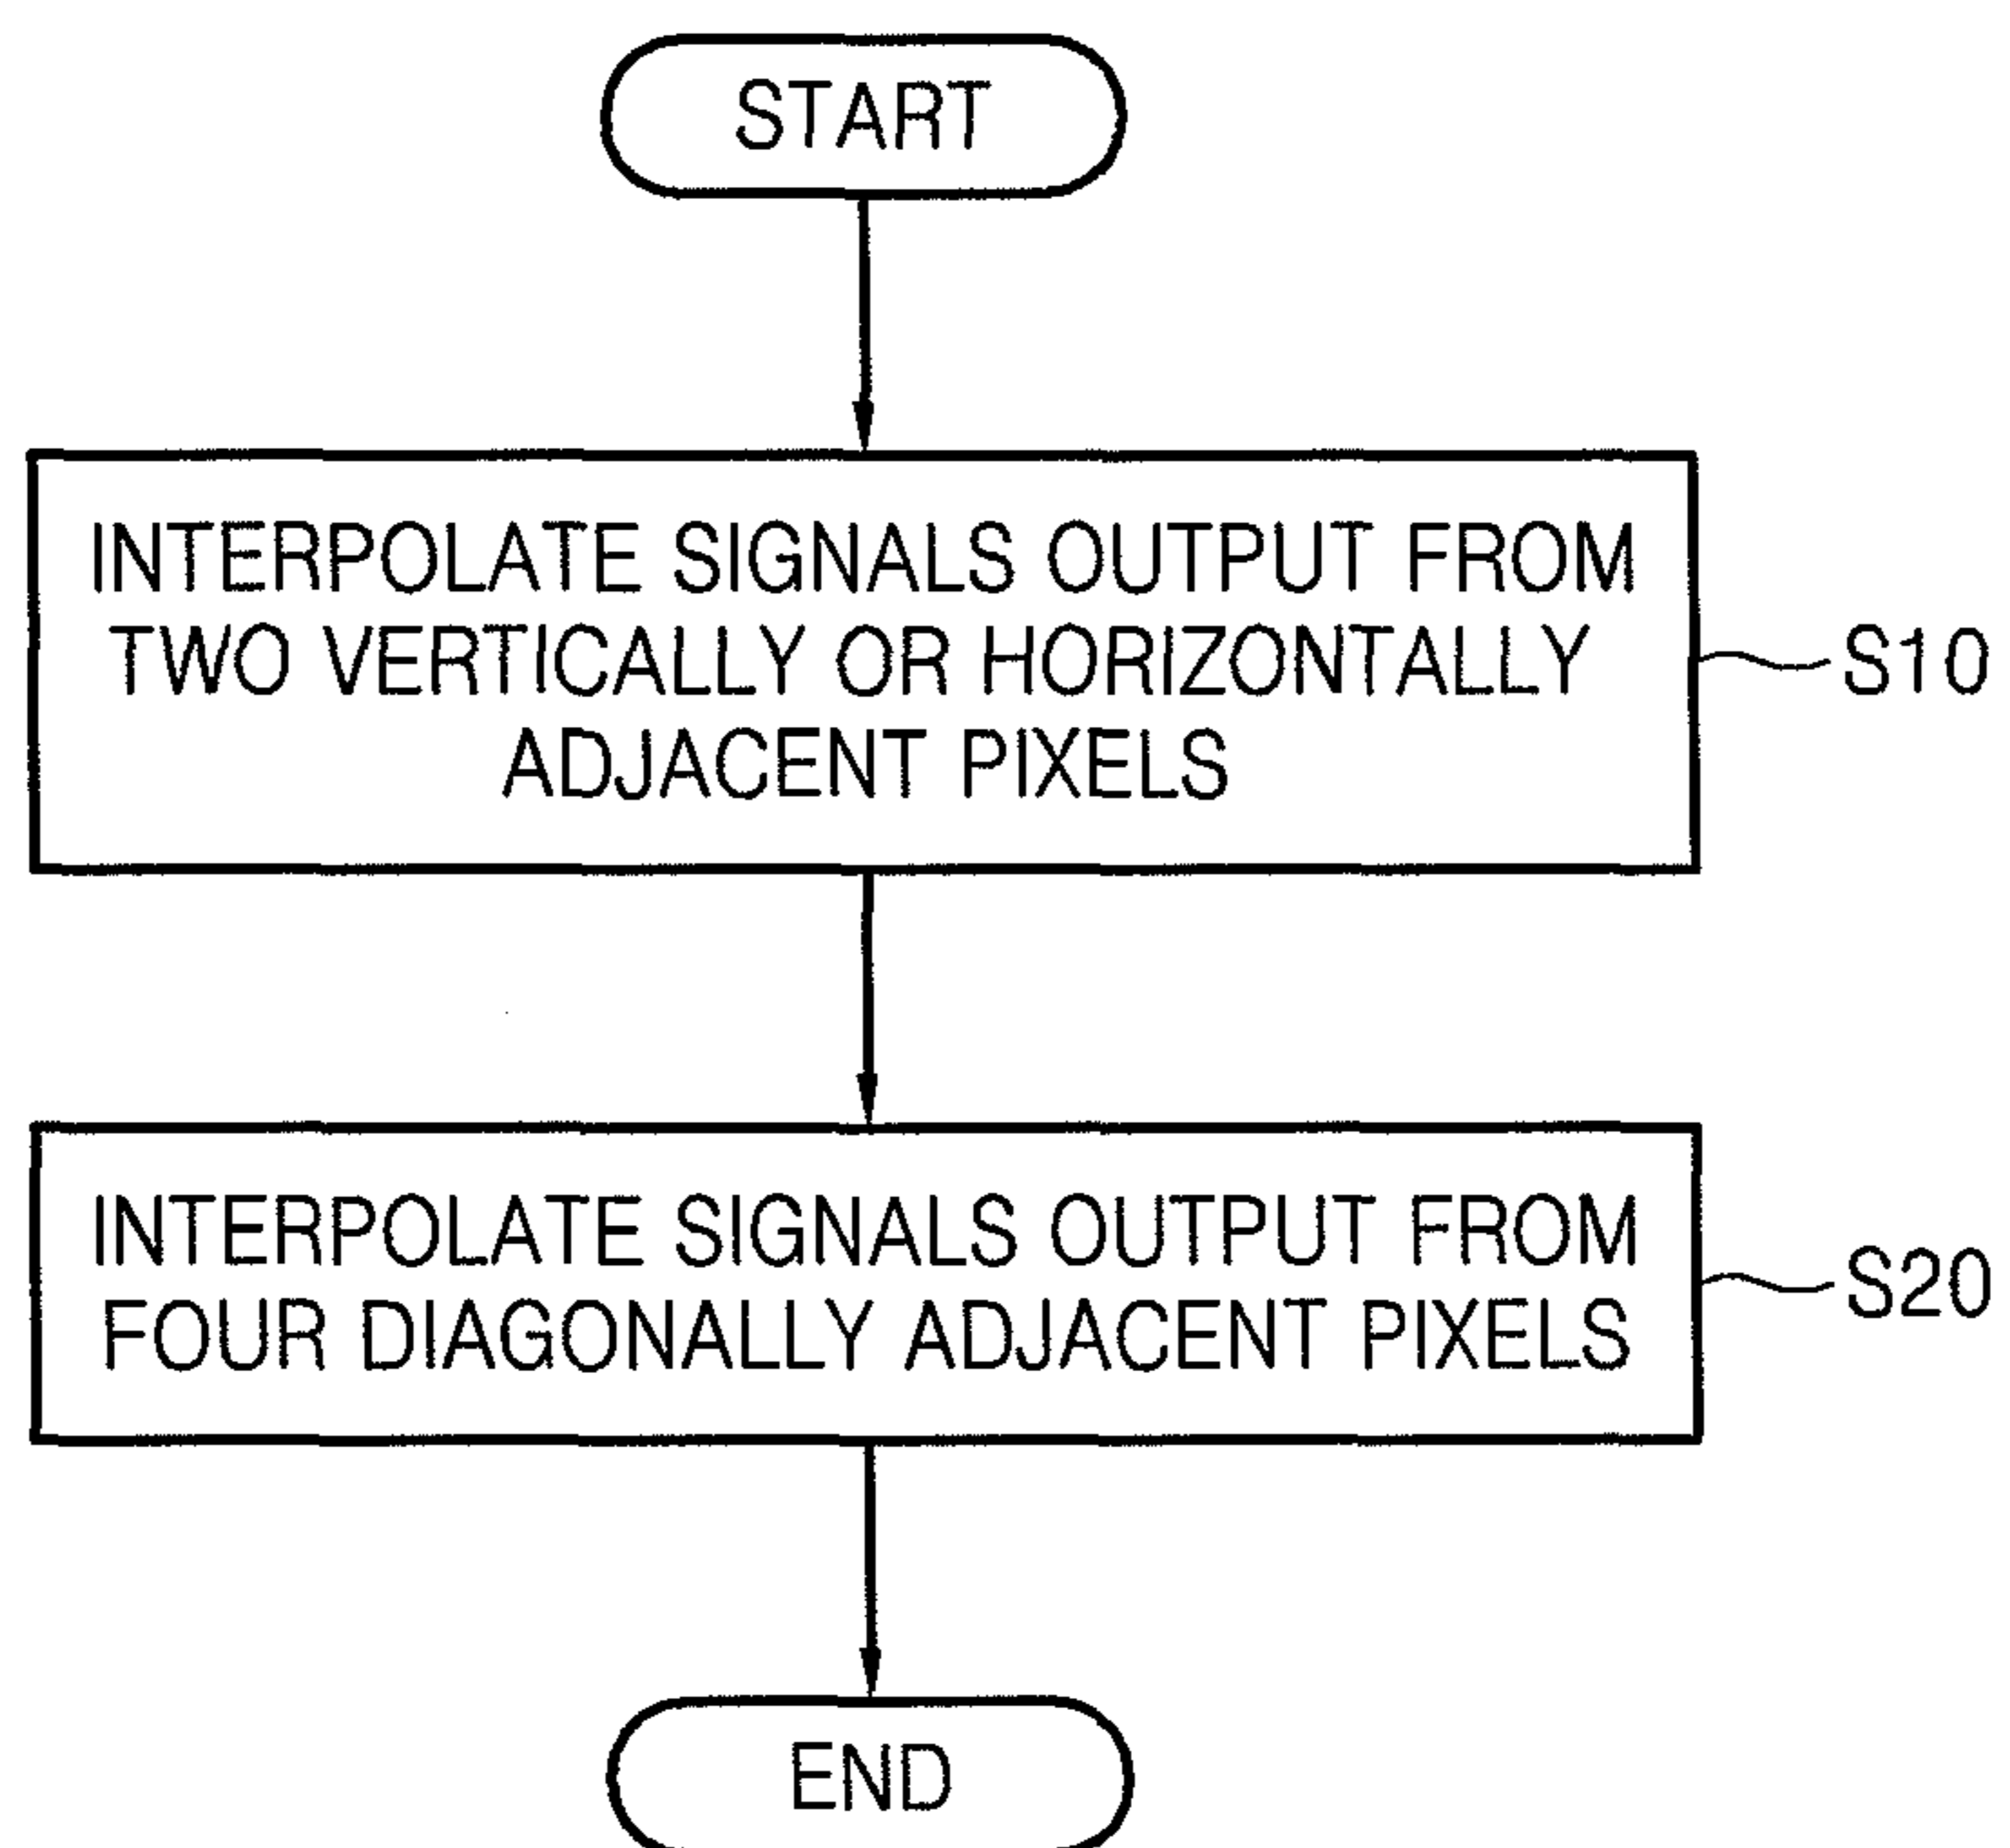 START
INTERPOLATE SIGNALS OUTPUT FROM
TWO VERTICALLY OR HORIZONTALLY
ADJACENT PIXELS
S10
INTERPOLATE SIGNALS OUTPUT FROM
FOUR DIAGONALLY ADJACENT PIXELS
S20
END